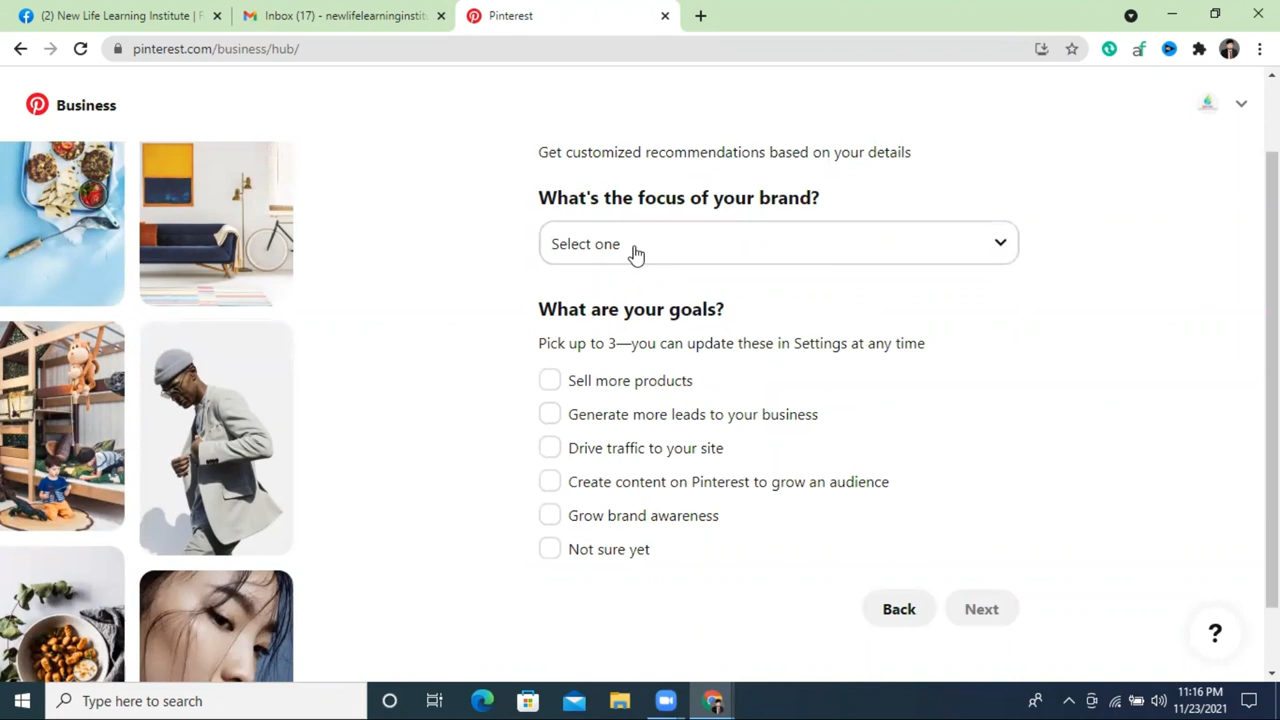 (2) New Life Learning Institute | F
Inbox (17) - newlifelearninginstitu
Pinterest
pinterest.com/business/hub/
Business
Get customized recommendations based on your details
What's the focus of your brand?
Select one
What are your goals?
Pick up to 3—you can update these in Settings at any time
Sell more products
Generate more leads to your business
Drive traffic to your site
Create content on Pinterest to grow an audience
Grow brand awareness
Not sure yet
Back
Next
?
Type here to search
11:16 PM
11/23/2021